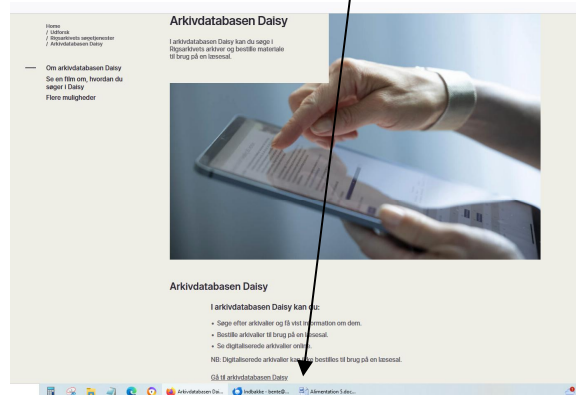 Home
/ Udforsk
/ Rigsarkivets søgetjenester
/ Arkivdatabasen Daisy
Om arkivdatabasen Daisy
Se en film om, hvordan du
søger i Daisy
Flere muligheder
Arkivdatabasen Daisy
I arkivdatabasen Daisy kan du søge i
Rigsarkivets arkiver og bestille materiale
til brug på en læsesal.
Arkivdatabasen Daisy
I arkivdatabasen Daisy kan du:
• Søge efter arkivalier og få vist information om dem.
• Bestille arkivalier til brug på en læsesal.
• Se digitaliserede arkivalier online.
NB: Digitaliserede arkivalier kan ikke bestilles til brug på en læsesal.
Gå til arkivdatabasen Daisy
Arkivdatabasen Dai... Indbakke - bente@... Alimentation 3.doc...